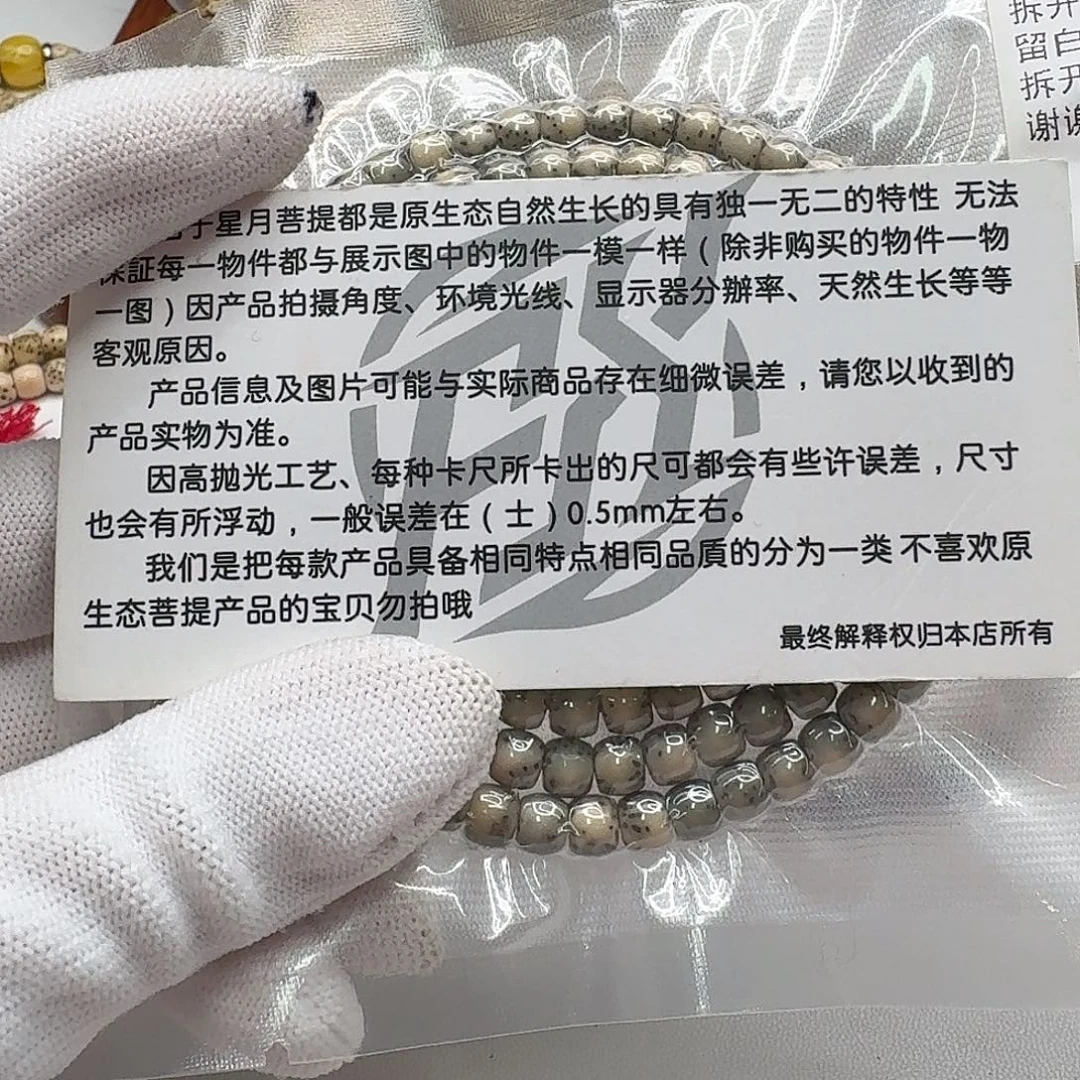 拆开
留白
拆开
谢谢
于星月菩提都是原生态自然生长的具有独一无二的特性 无法
保証每一物件都与展示图中的物件一模一样（除非购买的物件一物
一图）因产品拍摄角度、环境光线、显示器分辦率、天然生长等等
客观原因。
产品信息及图片可能与实际商品存在细微误差，请您以收到的
产品实物为准。
因高抛光工艺、每种卡尺所卡出的尺可都会有些许误差，尺寸
也会有所浮动，一般误差在（士）0.5mm左右。
我们是把每款产品具备相同特点相同品質的分为一类 不喜欢原
生态菩提产品的宝贝勿拍哦
最终解释权归本店所有